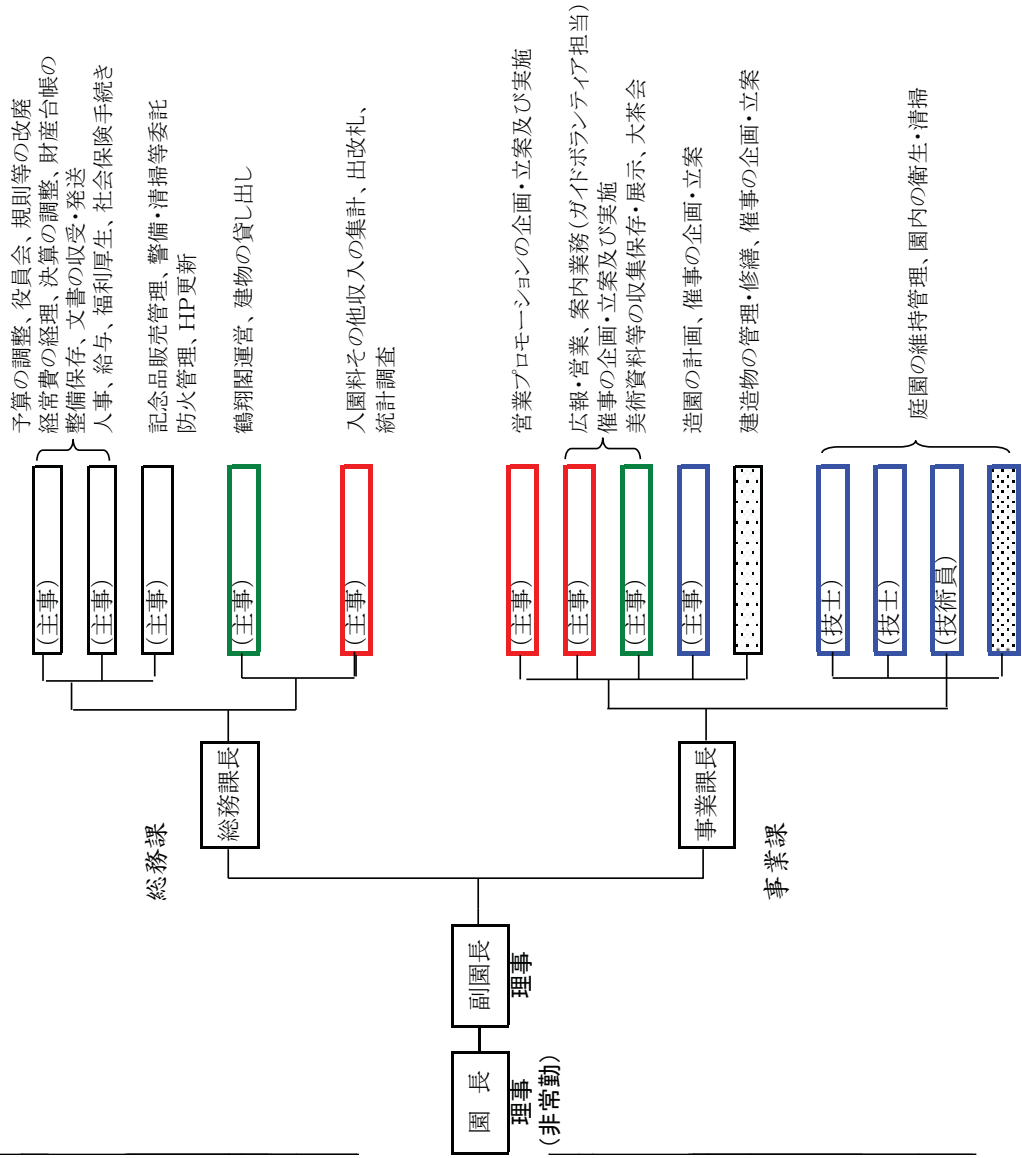 園 長
理事
(非常勤)
副園長
理事
総務課
総務課長
(主事)
(主事)
予算の調整、役員会、規則等の改廃
経常費の経理、決算の調整、財産台帳の
整備保存、文書の収受・発送
人事、給与、福利厚生、社会保険手続き
(主事)
記念品販売管理、警備・清掃等委託
防火管理、HP更新
(主事)
鶴翔閣運営、建物の貸し出し
(主事)
入園料その他収入の集計、出改札、
統計調査
事業課
事業課長
(主事)
営業プロモーションの企画・立案及び実施
(主事)
(主事)
広報・営業、案内業務(ガイドボランティア担当)
催事の企画・立案及び実施
美術資料等の収集保存・展示、大茶会
(主事)
造園の計画、催事の企画・立案
建造物の管理・修繕、催事の企画・立案
(技士)
(技士)
(技術員)
庭園の維持管理、園内の衛生・清掃